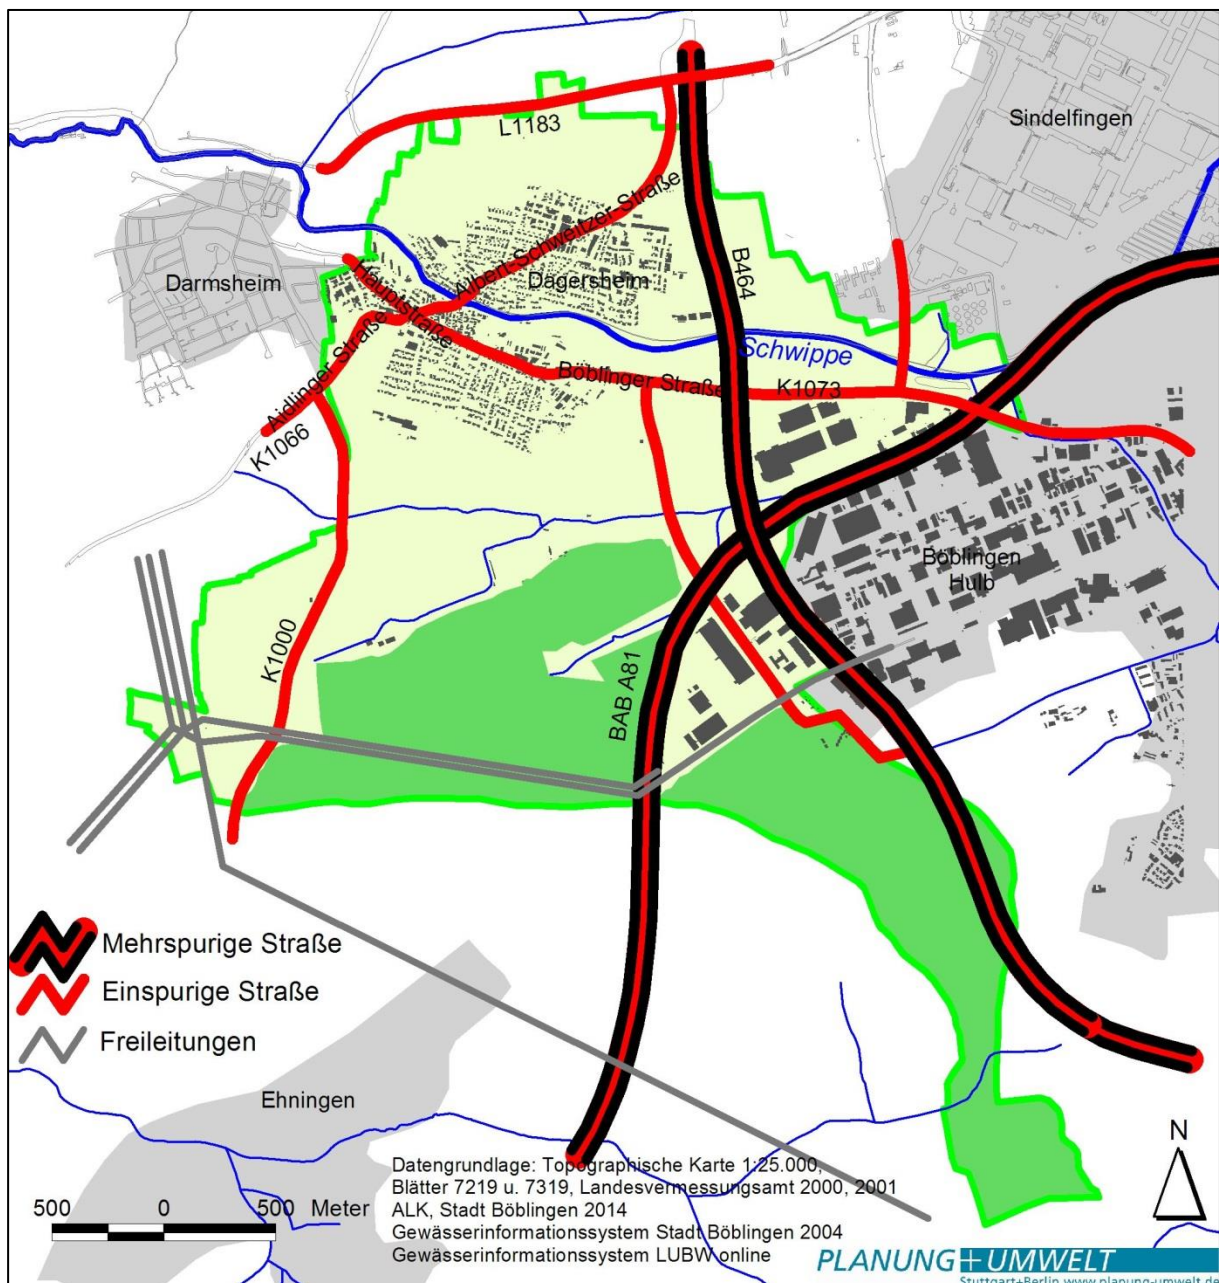 Sindelfingen
L1183
Darmsheim
Albert-Schweitzer-Straße
Dagersheim
B464
Hauptstraße
Aidlinger Straße
Schwippe
Böblinger Straße
K1073
K1066
Böblingen
Hulb
K1000
BAB A81
Mehrspurige Straße
Einspurige Straße
Freileitungen
Ehningen
N
500 0 500 Meter
Datengrundlage: Topographische Karte 1:25.000,
Blätter 7219 u. 7319, Landesvermessungsamt 2000, 2001
ALK, Stadt Böblingen 2014
Gewässerinformationssystem Stadt Böblingen 2004
Gewässerinformationssystem LUBW online
PLANUNG+UMWELT
Stuttgart+Berlin www.planung-umwelt.de